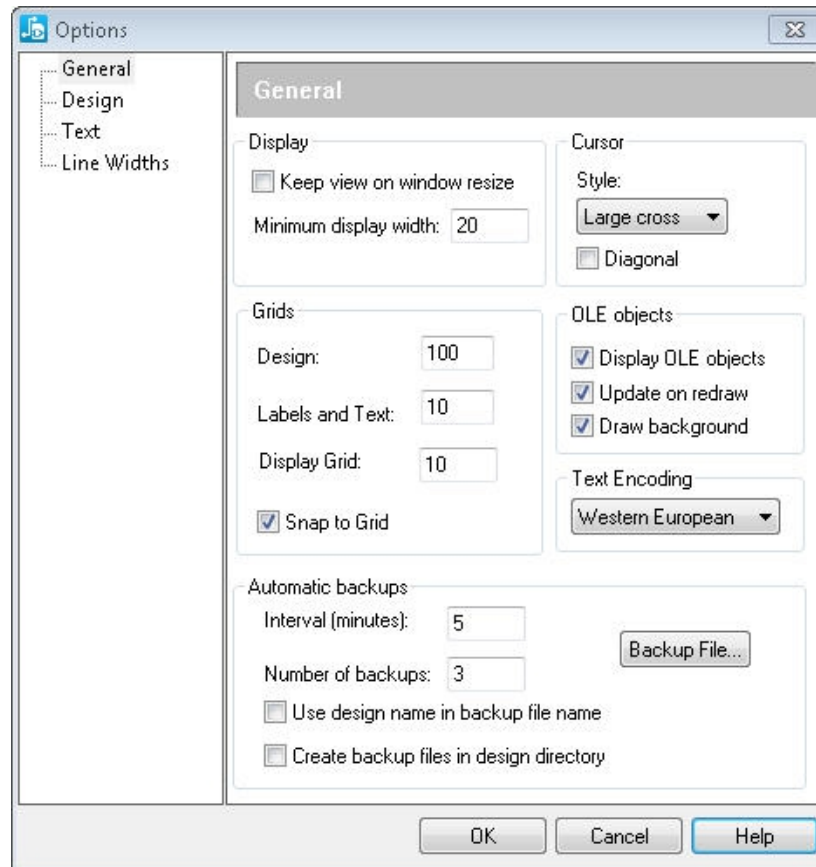 Options
General
Design
Text
Line Widths
General
Display
Keep view on window resize
Minimum display width: 20
Cursor
Style:
Large cross
Diagonal
Grids
Design: 100
Labels and Text: 10
Display Grid: 10
Snap to Grid
OLE objects
Display OLE objects
Update on redraw
Draw background
Text Encoding
Western European
Automatic backups
Interval (minutes): 5
Number of backups: 3
Backup File...
Use design name in backup file name
Create backup files in design directory
OK Cancel Help